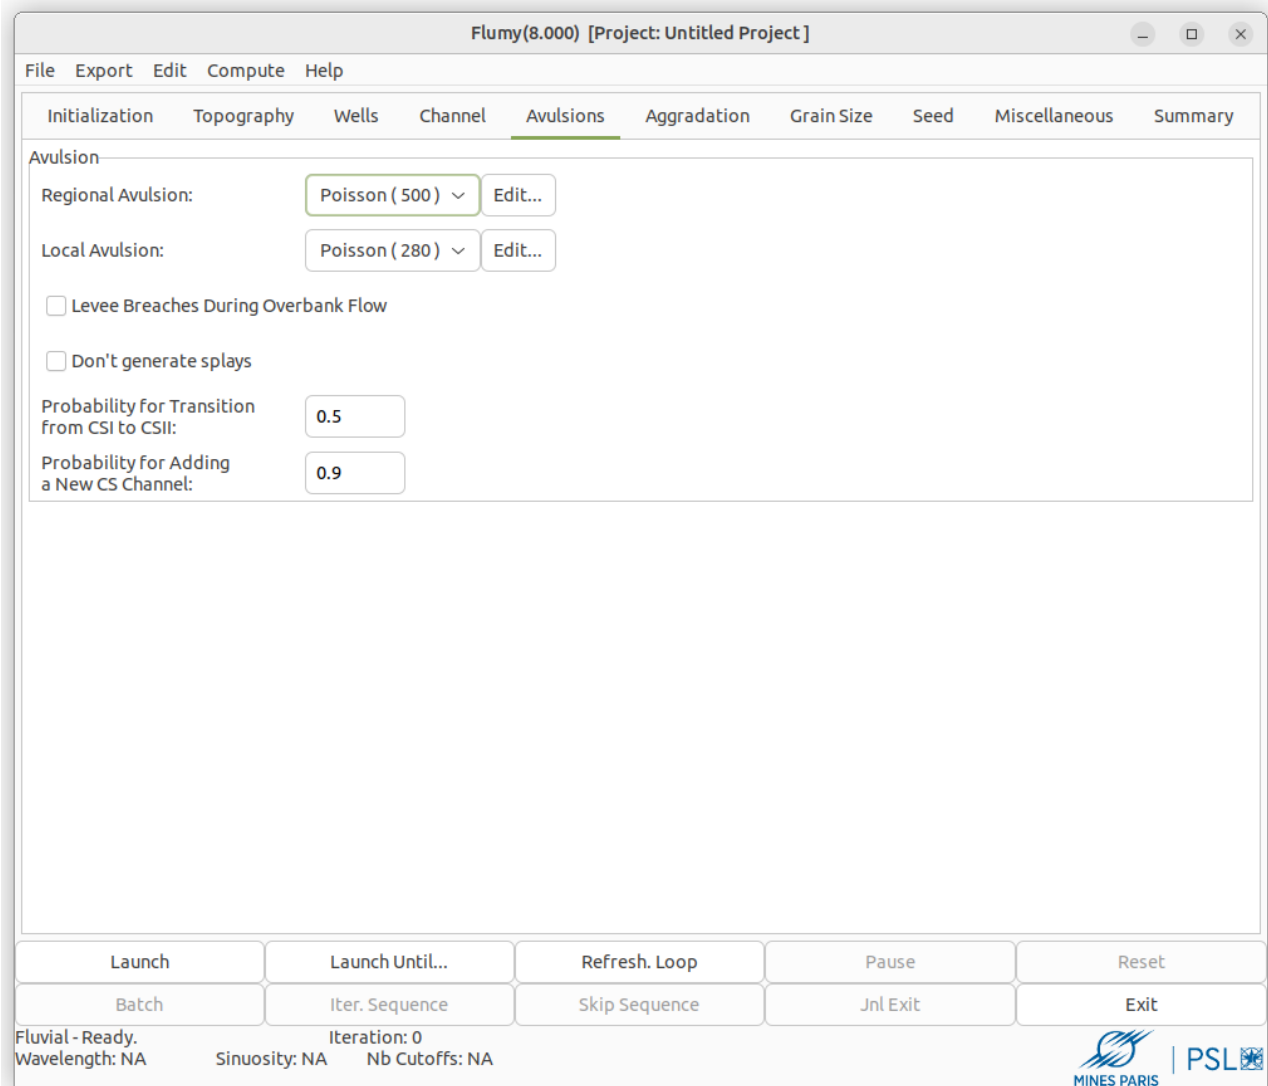 Flumy(8.000) [Project: Untitled Project ]
File Export Edit Compute Help
Initialization Topography Wells Channel Avulsions Aggradation Grain Size Seed Miscellaneous Summary
Avulsion
Regional Avulsion: Poisson ( 500 ) Edit...
Local Avulsion: Poisson ( 280 ) Edit...
Levee Breaches During Overbank Flow
Don't generate splays
Probability for Transition
from CSI to CSII: 0.5
Probability for Adding
a New CS Channel: 0.9
Launch Launch Until... Refresh. Loop Pause Reset
Batch Iter. Sequence Skip Sequence Jnl Exit Exit
Fluvial - Ready. Iteration: 0
Wavelength: NA Sinuosity: NA Nb Cutoffs: NA
MINES PARIS | PSL